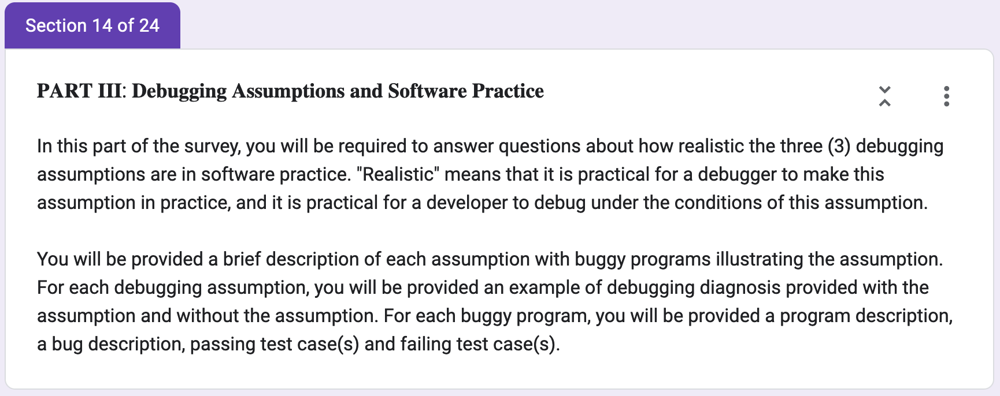 Section 14 of 24
PART III: Debugging Assumptions and Software Practice
In this part of the survey, you will be required to answer questions about how realistic the three (3) debugging
assumptions are in software practice. "Realistic" means that it is practical for a debugger to make this
assumption in practice, and it is practical for a developer to debug under the conditions of this assumption.
You will be provided a brief description of each assumption with buggy programs illustrating the assumption.
For each debugging assumption, you will be provided an example of debugging diagnosis provided with the
assumption and without the assumption. For each buggy program, you will be provided a program description,
a bug description, passing test case(s) and failing test case(s).